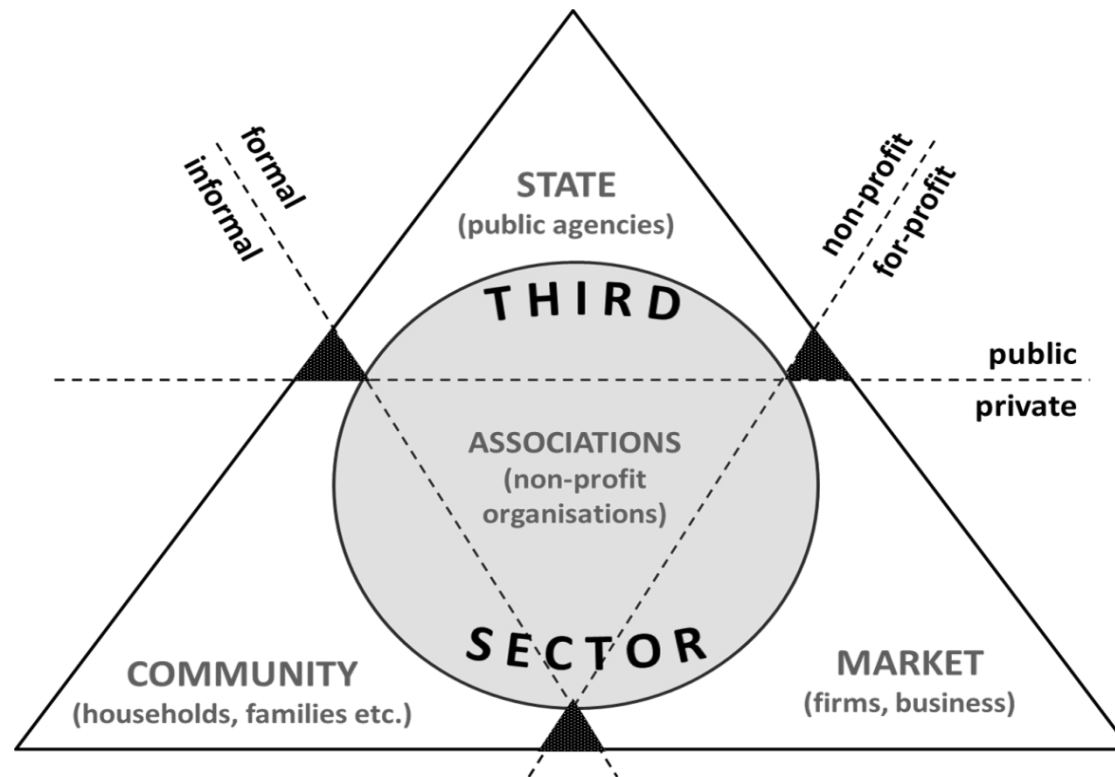 formal
informal
non-profit
for-profit
STATE
(public agencies)
THIRD
public
private
ASSOCIATIONS
(non-profit
organisations)
SECTOR
COMMUNITY
(households, families etc.)
MARKET
(firms, business)